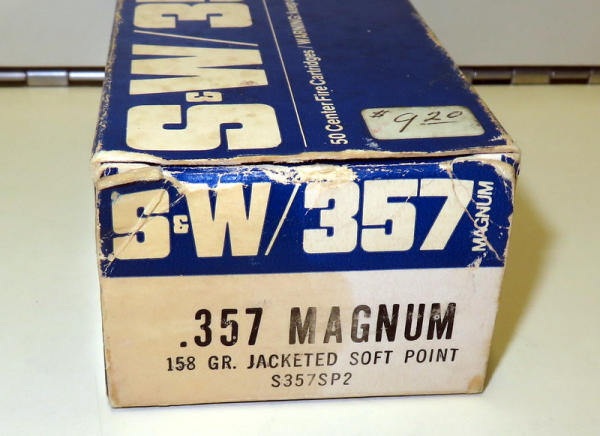 S&W/35
50 Center Fire Cartridges / WARNING:
$9.20
S&W/357
MAGNUM
.357 MAGNUM
158 GR. JACKETED SOFT POINT
S357SP2